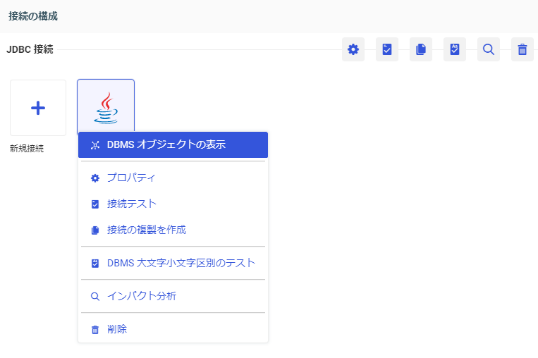 接続の構成
JDBC 接続
新規接続
DBMS オブジェクトの表示
プロパティ
接続テスト
接続の複製を作成
DBMS 大文字小文字区別のテスト
インパクト分析
削除